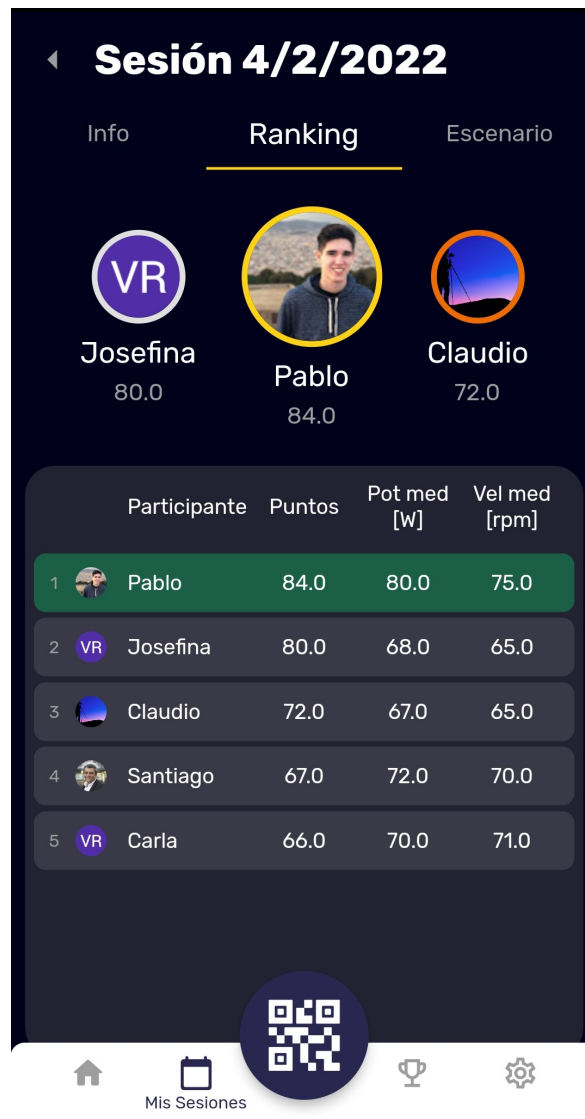 Sesión 4/2/2022
Info Ranking Escenario
VR
Josefina
80.0
Pablo
84.0
Claudio
72.0
Participante Puntos Pot med [W] Vel med [rpm]
1 Pablo 84.0 80.0 75.0
2 VR Josefina 80.0 68.0 65.0
3 Claudio 72.0 67.0 65.0
4 Santiago 67.0 72.0 70.0
5 VR Carla 66.0 70.0 71.0
Mis Sesiones